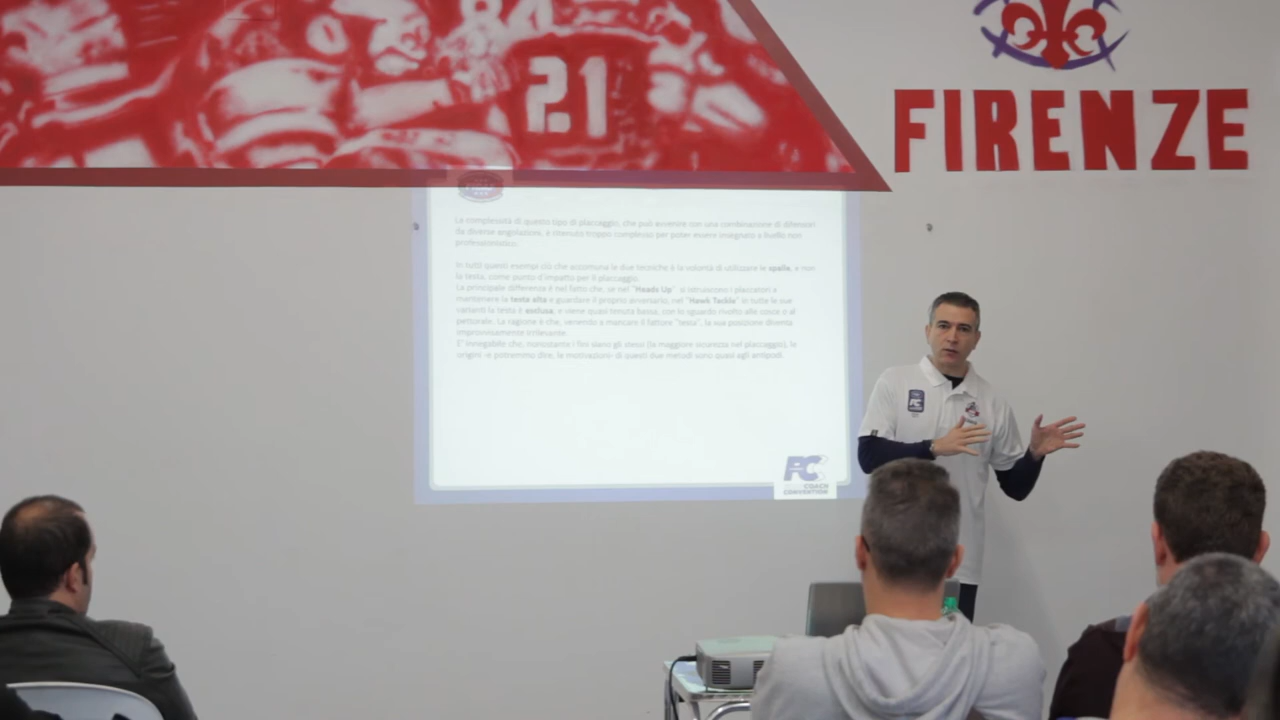 84
21
FIRENZE
La complessità di questo tipo di placcaggio, che può avvenire con una combinazione di difensori
da diverse angolazioni, è ritenuto troppo complesso per poter essere insegnato a livello non
professionistico.
In tutti questi esempi ciò che accomuna le due tecniche è la volontà di utilizzare le spalle, e non
la testa, come punto d'impatto per il placcaggio.
La principale differenza è nel fatto che, se nel "Heads Up" si istruiscono i placcatori a
mantenere la testa alta e guardare il proprio avversario, nel "Hawk Tackle" in tutte le sue
varianti la testa è esclusa, e viene quasi tenuta bassa, con lo sguardo rivolto alle cosce o al
pettorale. La ragione è che, venendo a mancare il fattore "testa", la sua posizione diventa
improvvisamente irrilevante.
E' innegabile che, nonostante i fini siano gli stessi (la maggiore sicurezza nel placcaggio), le
origini -e potremmo dire, le motivazioni- di questi due metodi sono quasi agli antipodi.
COACH
CONVENTION